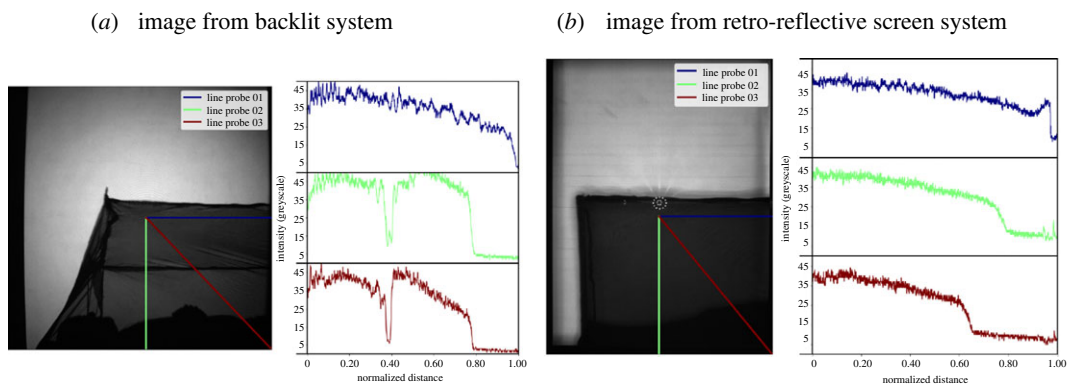 (a) image from backlit system
(b) image from retro-reflective screen system
line probe 01
line probe 02
line probe 03
45
35
25
15
5
45
35
25
15
5
45
35
25
15
5
intensity (greyscale)
0 0.20 0.40 0.60 0.80 1.00
normalized distance
line probe 01
line probe 02
line probe 03
45
35
25
15
5
45
35
25
15
5
45
35
25
15
5
intensity (greyscale)
0 0.20 0.40 0.60 0.80 1.00
normalized distance